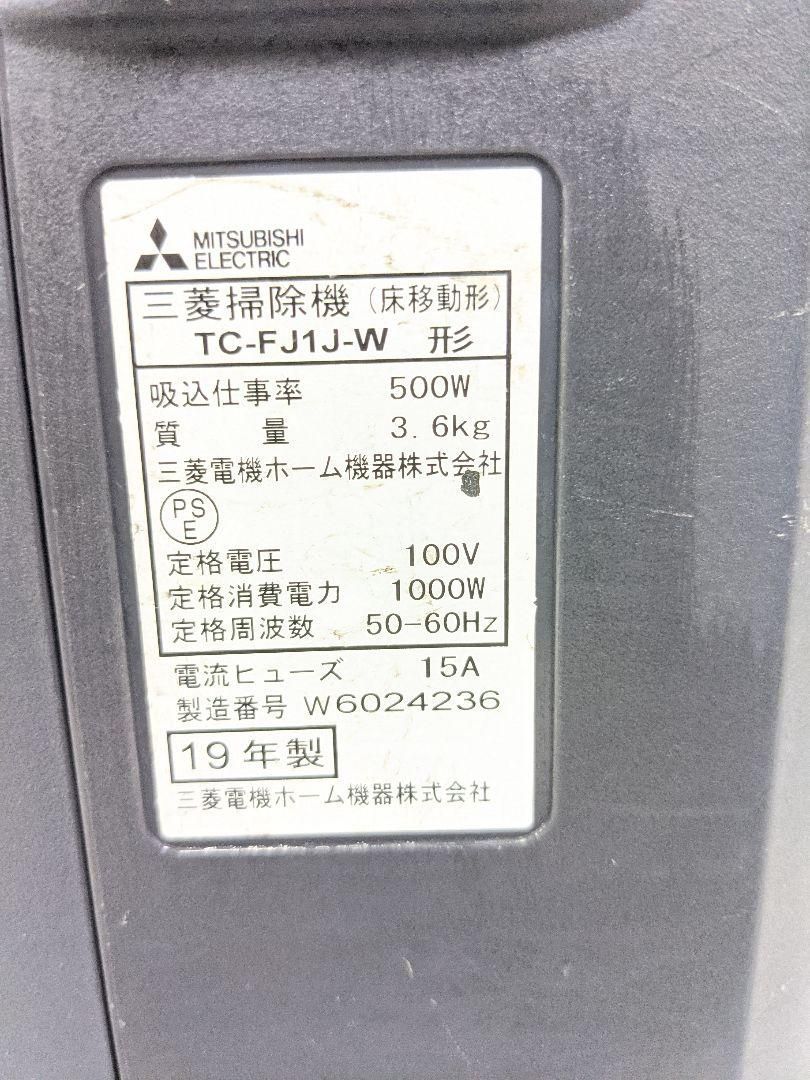 MITSUBISHI
ELECTRIC
三菱掃除機(床移動形)
TC-FJ1J-W 形
吸込仕事率 500W
質量 3.6kg
三菱電機ホーム機器株式会社
PS
E
定格電圧 100V
定格消費電力 1000W
定格周波数 50-60Hz
電流ヒューズ 15A
製造番号 W6024236
19年製
三菱電機ホーム機器株式会社